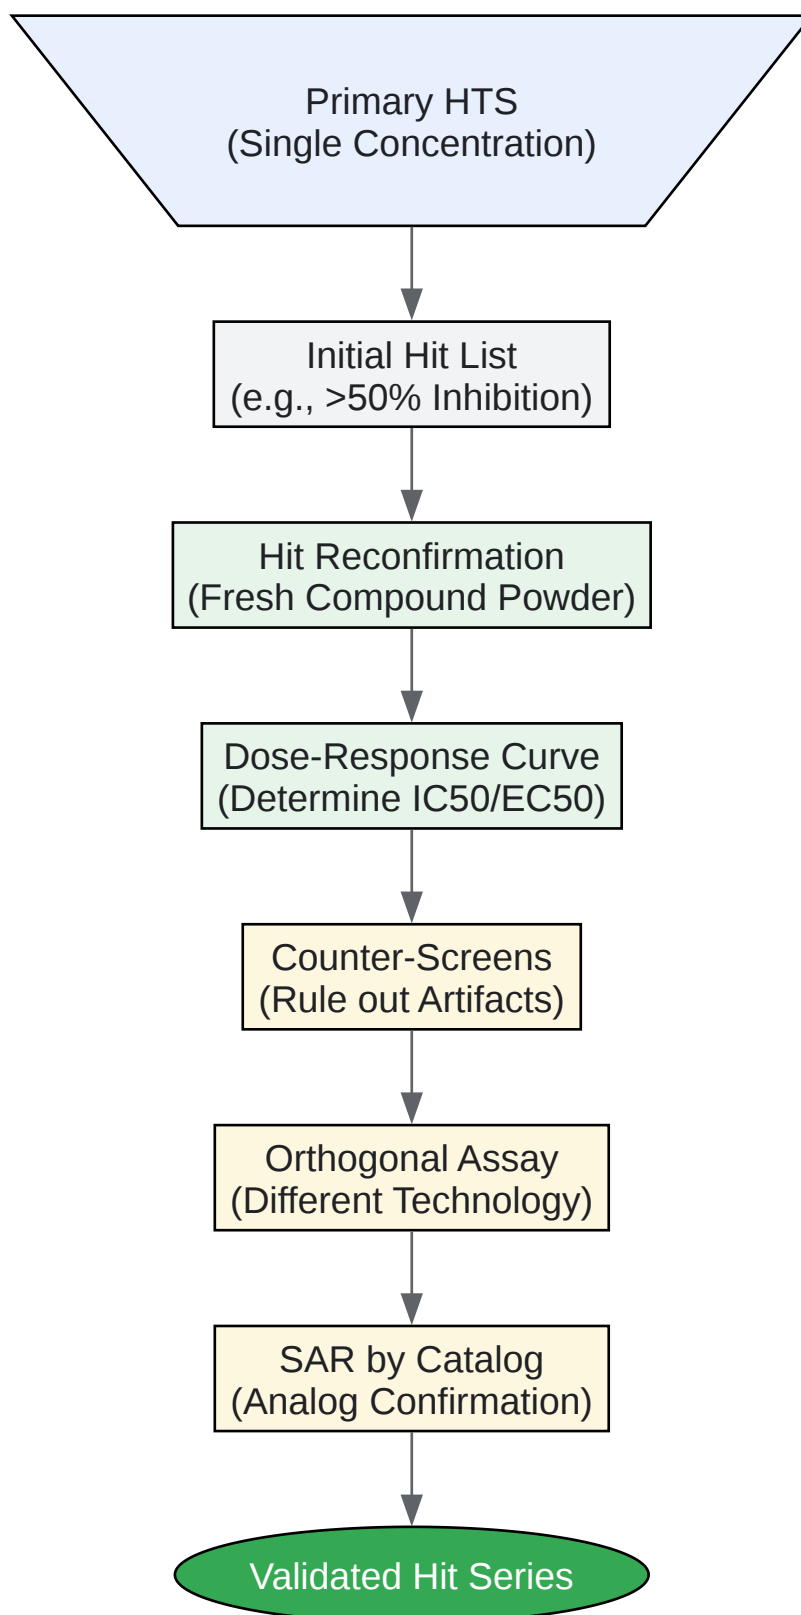 Primary HTS
(Single Concentration)
Initial Hit List
(e.g., >50% Inhibition)
Hit Reconfirmation
(Fresh Compound Powder)
Dose-Response Curve
(Determine IC50/EC50)
Counter-Screens
(Rule out Artifacts)
Orthogonal Assay
(Different Technology)
SAR by Catalog
(Analog Confirmation)
Validated Hit Series